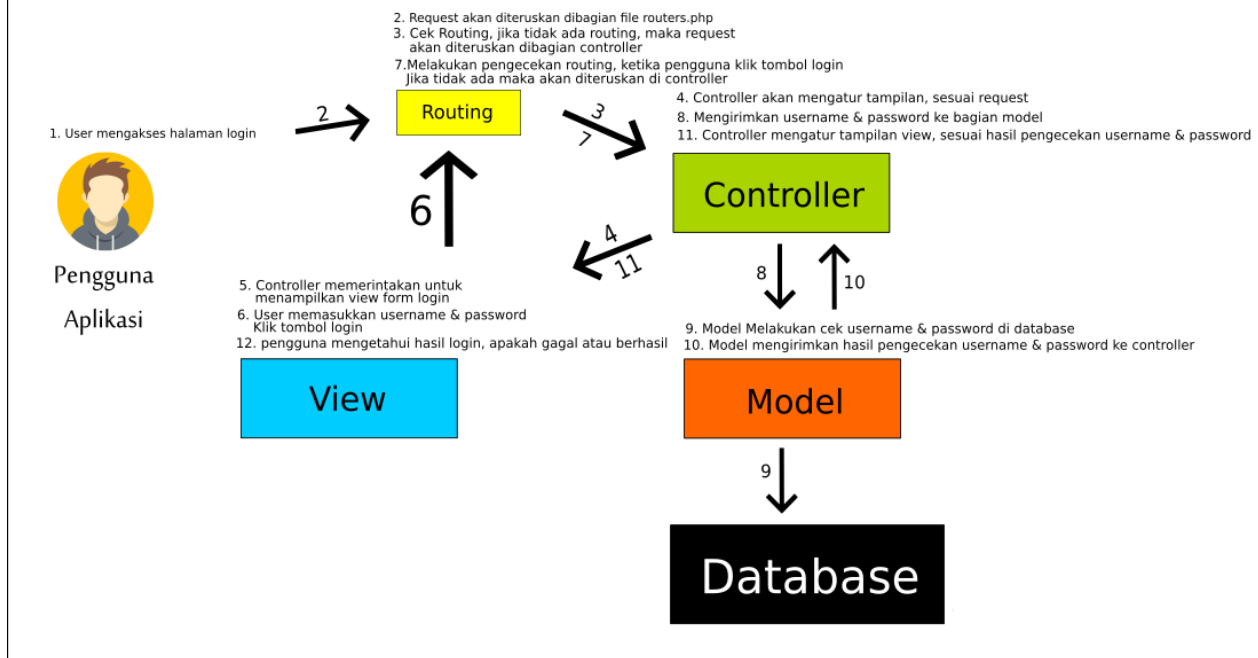 2. Request akan diteruskan dibagian file routers.php
3. Cek Routing, jika tidak ada routing, maka request
akan diteruskan dibagian controller
7.Melakukan pengecekan routing, ketika pengguna klik tombol login
Jika tidak ada maka akan diteruskan di controller
1. User mengakses halaman login
2
Routing
3
7
4. Controller akan mengatur tampilan, sesuai request
8. Mengirimkan username & password ke bagian model
11. Controller mengatur tampilan view, sesuai hasil pengecekan username & password
Controller
Pengguna
Aplikasi
6
4
11
8
10
5. Controller memerintakan untuk
menampilkan view form login
6. User memasukkan username & password
Klik tombol login
12. pengguna mengetahui hasil login, apakah gagal atau berhasil
View
9. Model Melakukan cek username & password di database
10. Model mengirimkan hasil pengecekan username & password ke controller
Model
9
Database